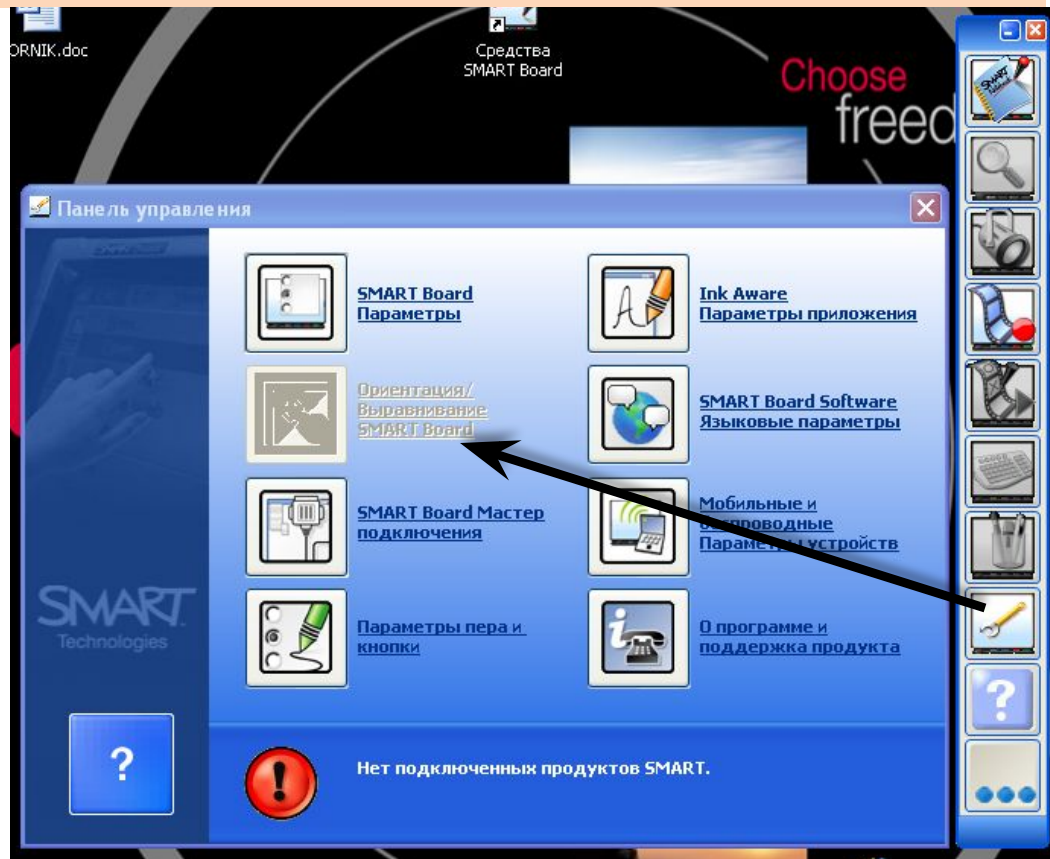 ORNIK.doc
Средства
SMART Board
Choose
freed
Панель управления
SMART Board
Параметры
Ink Aware
Параметры приложения
Ориентация/
Выравнивание
SMART Board
SMART Board Software
Языковые параметры
SMART Board Мастер
подключения
Мобильные и
беспроводные
Параметры устройств
Параметры пера и
кнопки
О программе и
поддержка продукта
SMART
Technologies
?
Нет подключенных продуктов SMART.
SMART
?